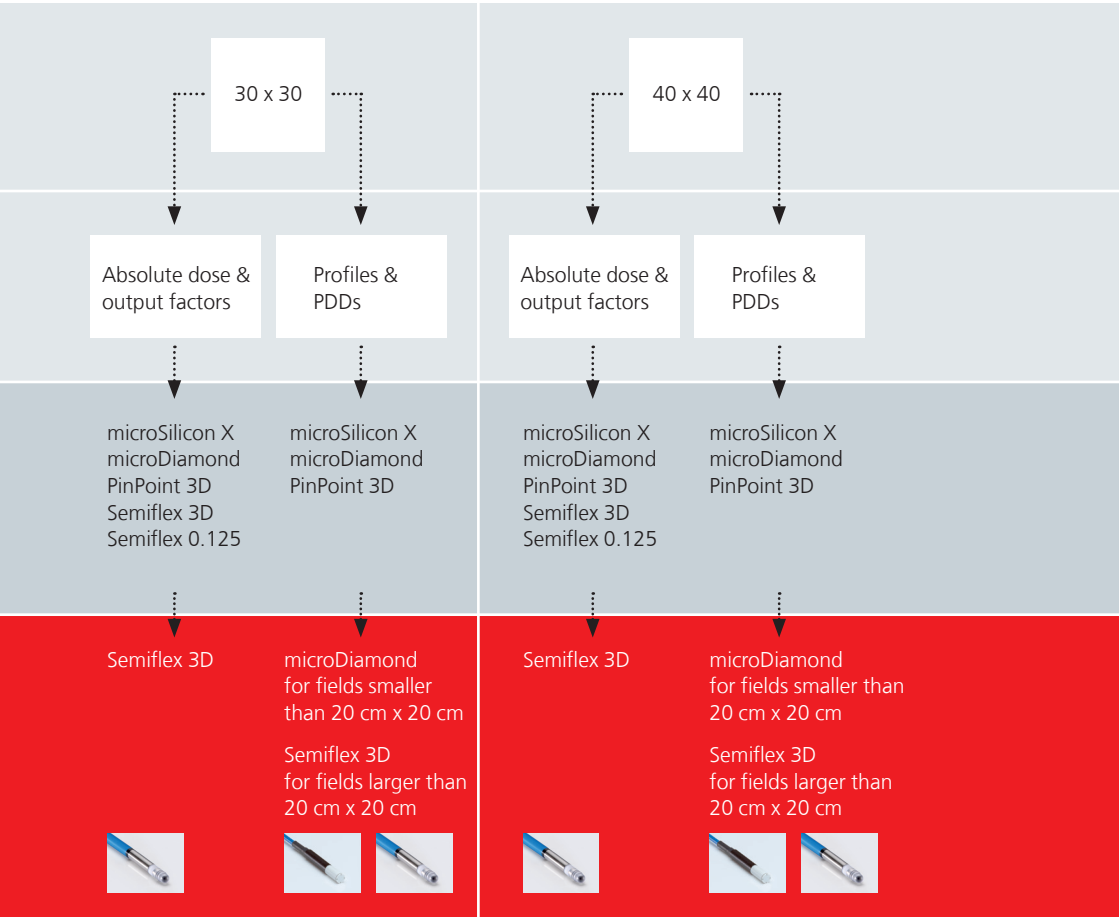 30 x 30
40 x 40
Absolute dose &
output factors
Profiles &
PDDs
Absolute dose &
output factors
Profiles &
PDDs
microSilicon X
microDiamond
PinPoint 3D
Semiflex 3D
Semiflex 0.125
microSilicon X
microDiamond
PinPoint 3D
microSilicon X
microDiamond
PinPoint 3D
Semiflex 3D
Semiflex 0.125
microSilicon X
microDiamond
PinPoint 3D
Semiflex 3D
microDiamond
for fields smaller
than 20 cm x 20 cm
Semiflex 3D
for fields larger than
20 cm x 20 cm
Semiflex 3D
microDiamond
for fields smaller than
20 cm x 20 cm
Semiflex 3D
for fields larger than
20 cm x 20 cm